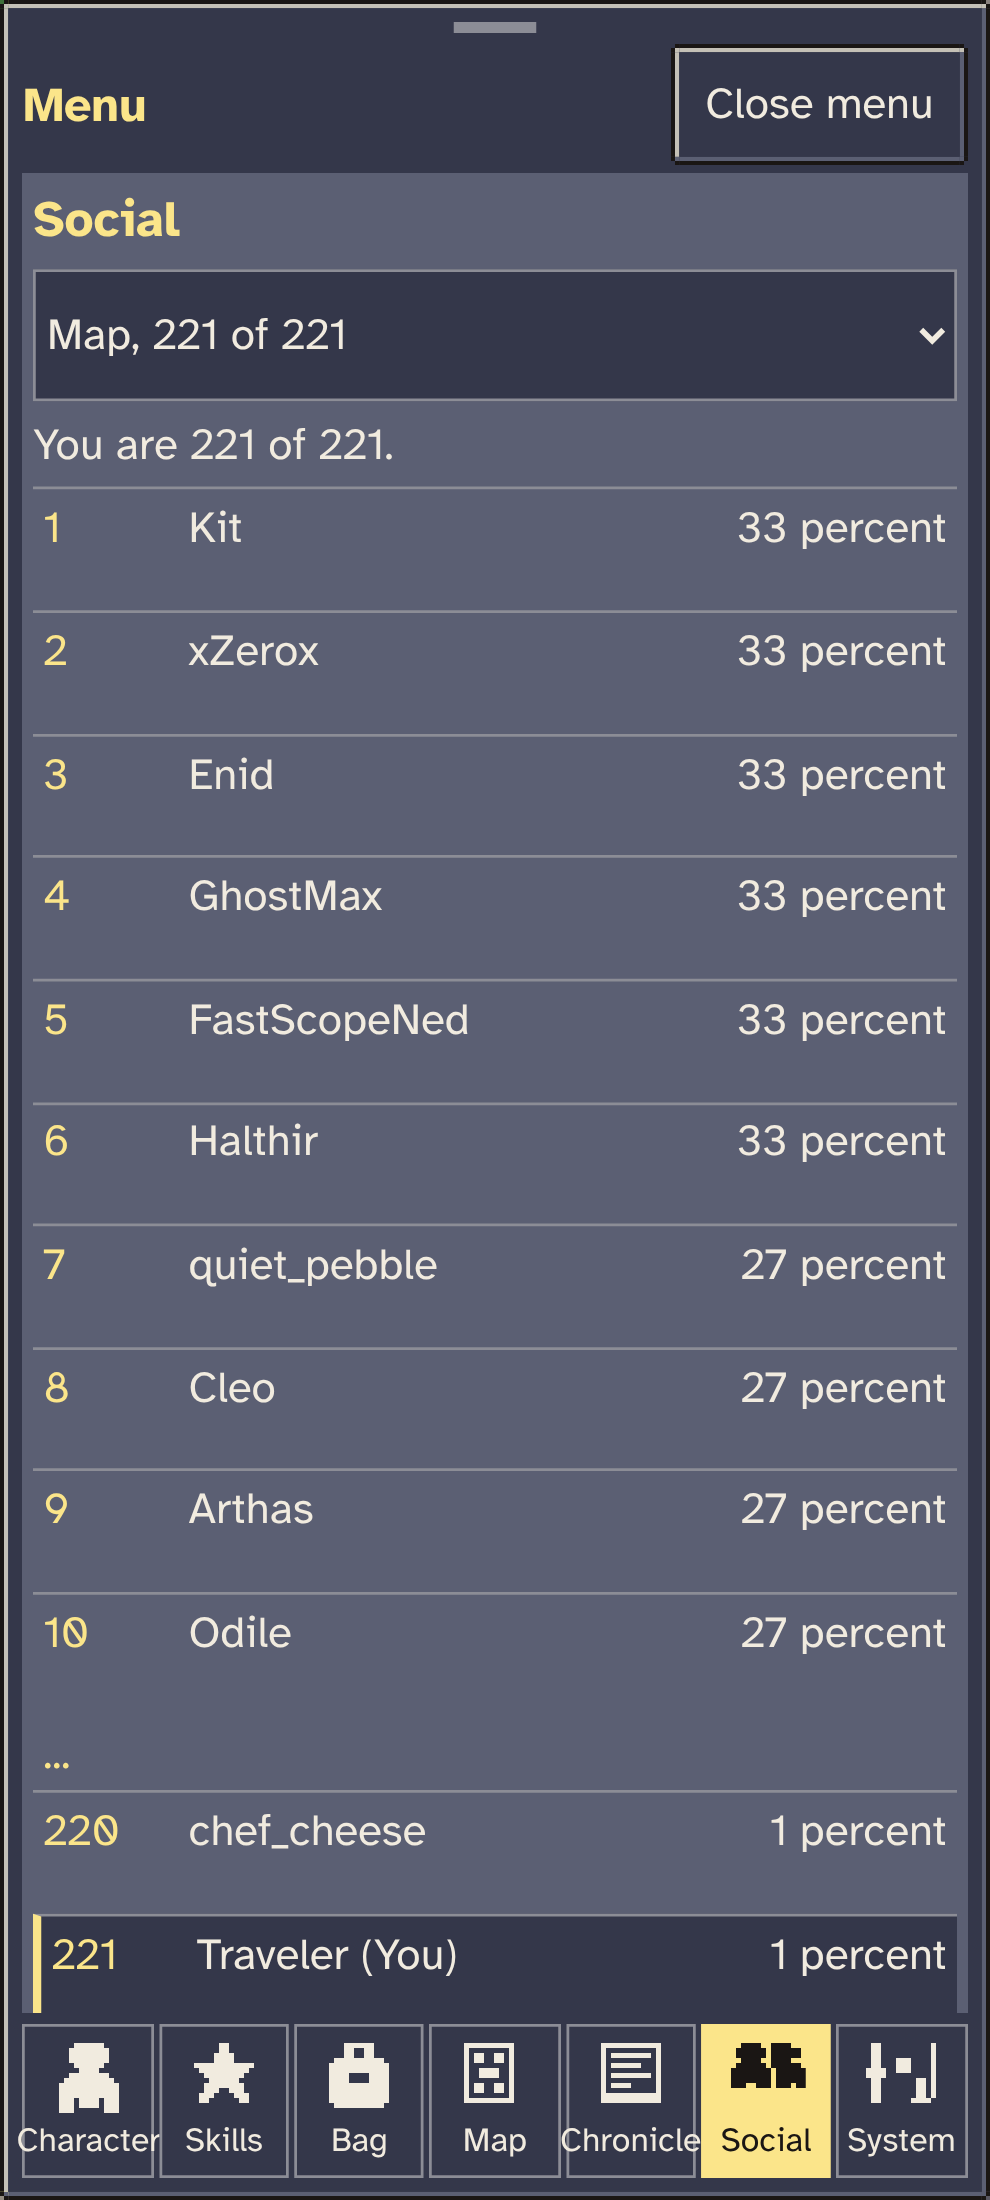 Menu
Close menu
Social
Map, 221 of 221
You are 221 of 221.
1 Kit 33 percent
2 xZerox 33 percent
3 Enid 33 percent
4 GhostMax 33 percent
5 FastScopeNed 33 percent
6 Halthir 33 percent
7 quiet_pebble 27 percent
8 Cleo 27 percent
9 Arthas 27 percent
10 Odile 27 percent
...
220 chef_cheese 1 percent
221 Traveler (You) 1 percent
Character Skills Bag Map Chronicle Social System